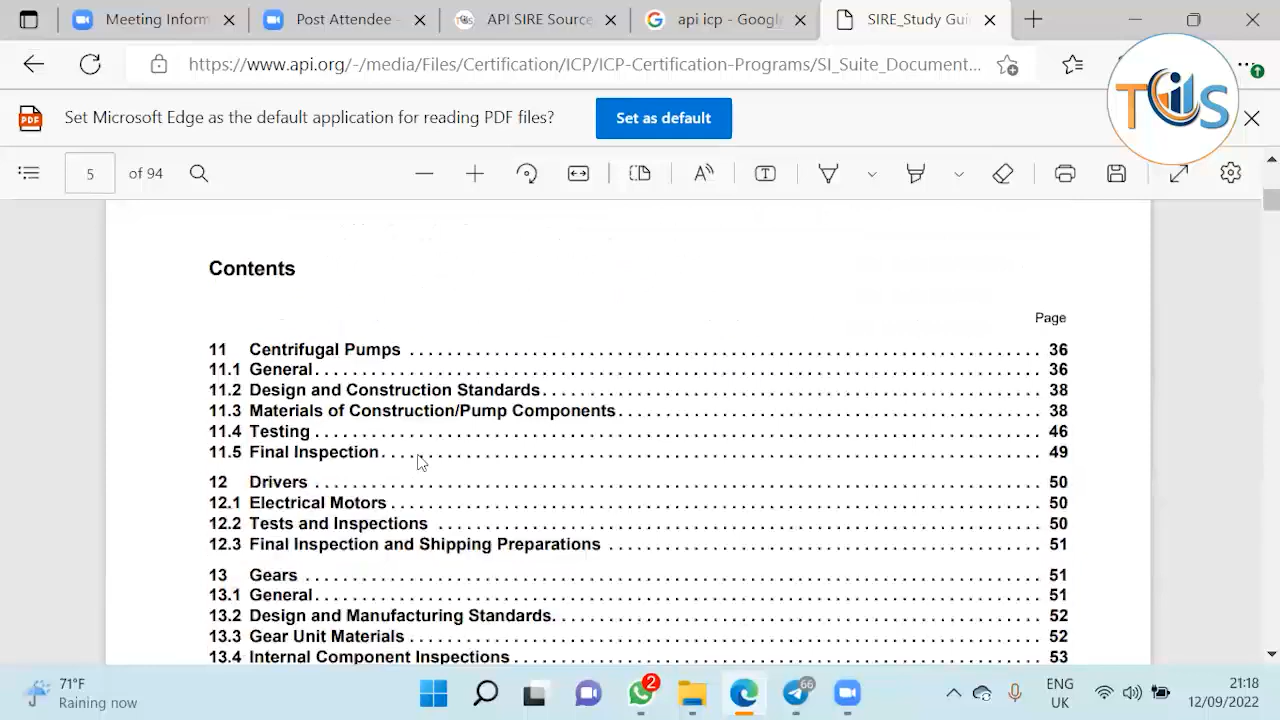 Meeting Inform
Post Attendee -
API SIRE Source
api icp - Google
SIRE_Study Gui
https://www.api.org/-/media/Files/Certification/ICP/ICP-Certification-Programs/SI_Suite_Document...
PDF
Set Microsoft Edge as the default application for reading PDF files?
Set as default
TCIIS
5 of 94
Contents
Page
11 Centrifugal Pumps 36
11.1 General 36
11.2 Design and Construction Standards 38
11.3 Materials of Construction/Pump Components 38
11.4 Testing 46
11.5 Final Inspection 49
12 Drivers 50
12.1 Electrical Motors 50
12.2 Tests and Inspections 50
12.3 Final Inspection and Shipping Preparations 51
13 Gears 51
13.1 General 51
13.2 Design and Manufacturing Standards 52
13.3 Gear Unit Materials 52
13.4 Internal Component Inspections 53
71°F
Raining now
2
66
ENG
UK
21:18
12/09/2022